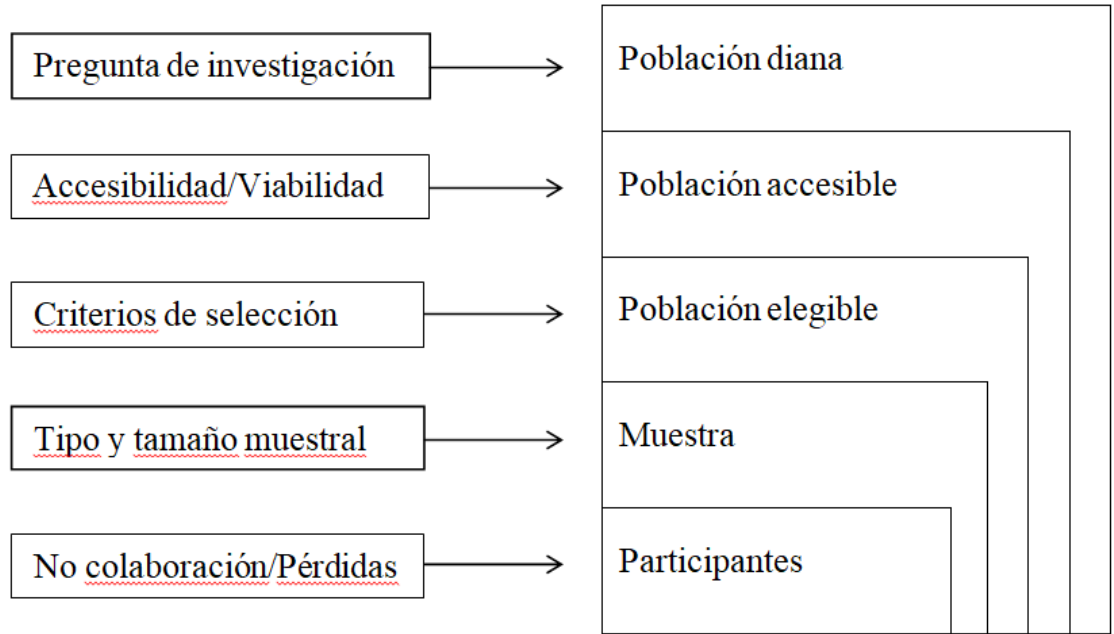 Pregunta de investigación
Población diana
Accesibilidad/Viabilidad
Población accesible
Criterios de selección
Población elegible
Tipo y tamaño muestral
Muestra
No colaboración/Pérdidas
Participantes